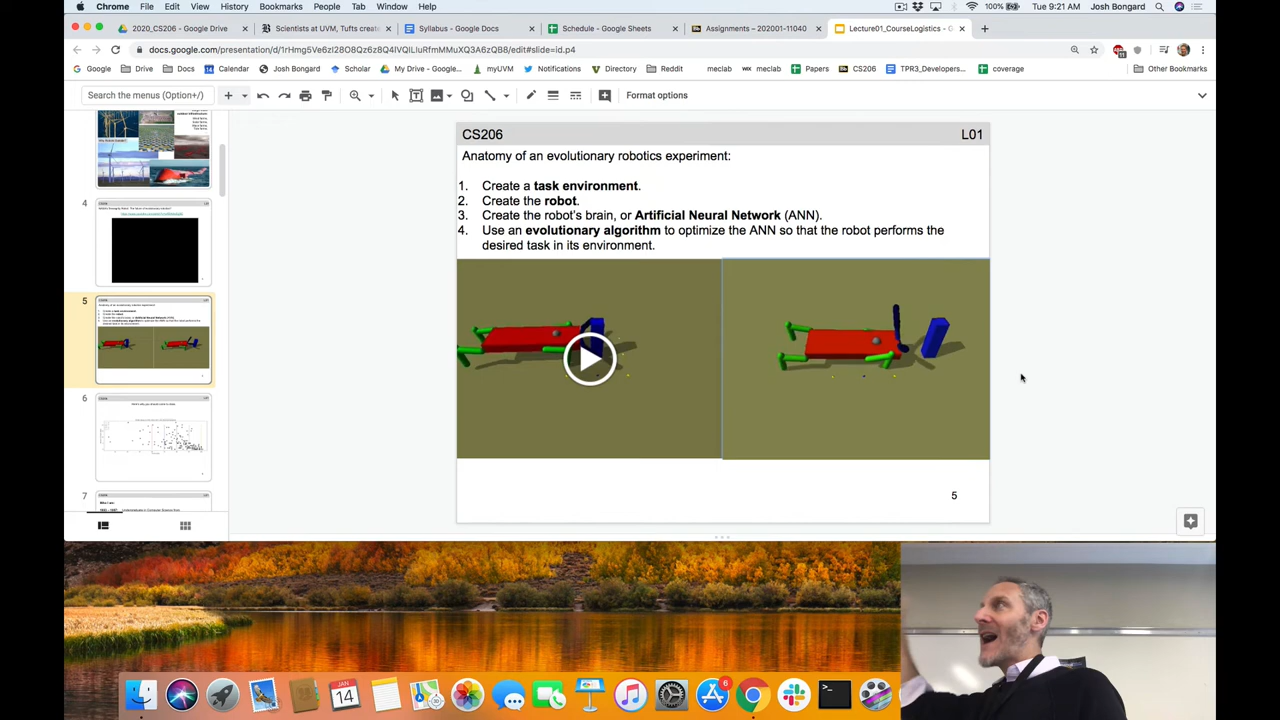 Chrome File Edit View History Bookmarks People Tab Window Help 100% Tue 9:21 AM Josh Bongard
2020_CS206 - Google Drive
Scientists at UVM, Tufts create
Syllabus - Google Docs
Schedule - Google Sheets
Assignments – 202001-11040
Lecture01_CourseLogistics - G
docs.google.com/presentation/d/1rHmg5Ve6zI28O8Qz6z8Q4IVQILluRfmMMuXQ3A6zQB8/edit#slide=id.p4
Google Drive Docs Calendar Josh Bongard Scholar My Drive - Google... myUVM Notifications Directory Reddit meclab meclab Papers CS206 TPR3_Developers... coverage Other Bookmarks
Search the menus (Option+/)
Format options
4
5
6
7
CS206 L01
Anatomy of an evolutionary robotics experiment:
1. Create a task environment.
2. Create the robot.
3. Create the robot's brain, or Artificial Neural Network (ANN).
4. Use an evolutionary algorithm to optimize the ANN so that the robot performs the
desired task in its environment.
5
JAN
14
6